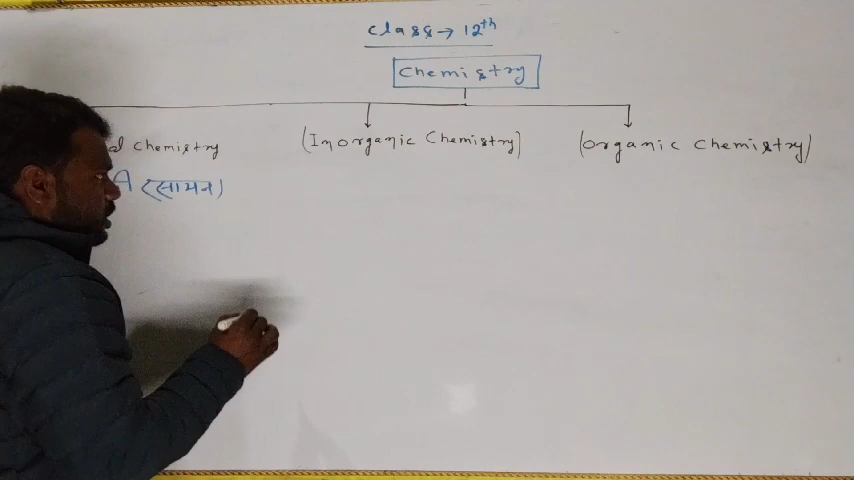 Class → 12th
Chemistry
Chemistry (Inorganic Chemistry) (Organic Chemistry)
(रसायन)